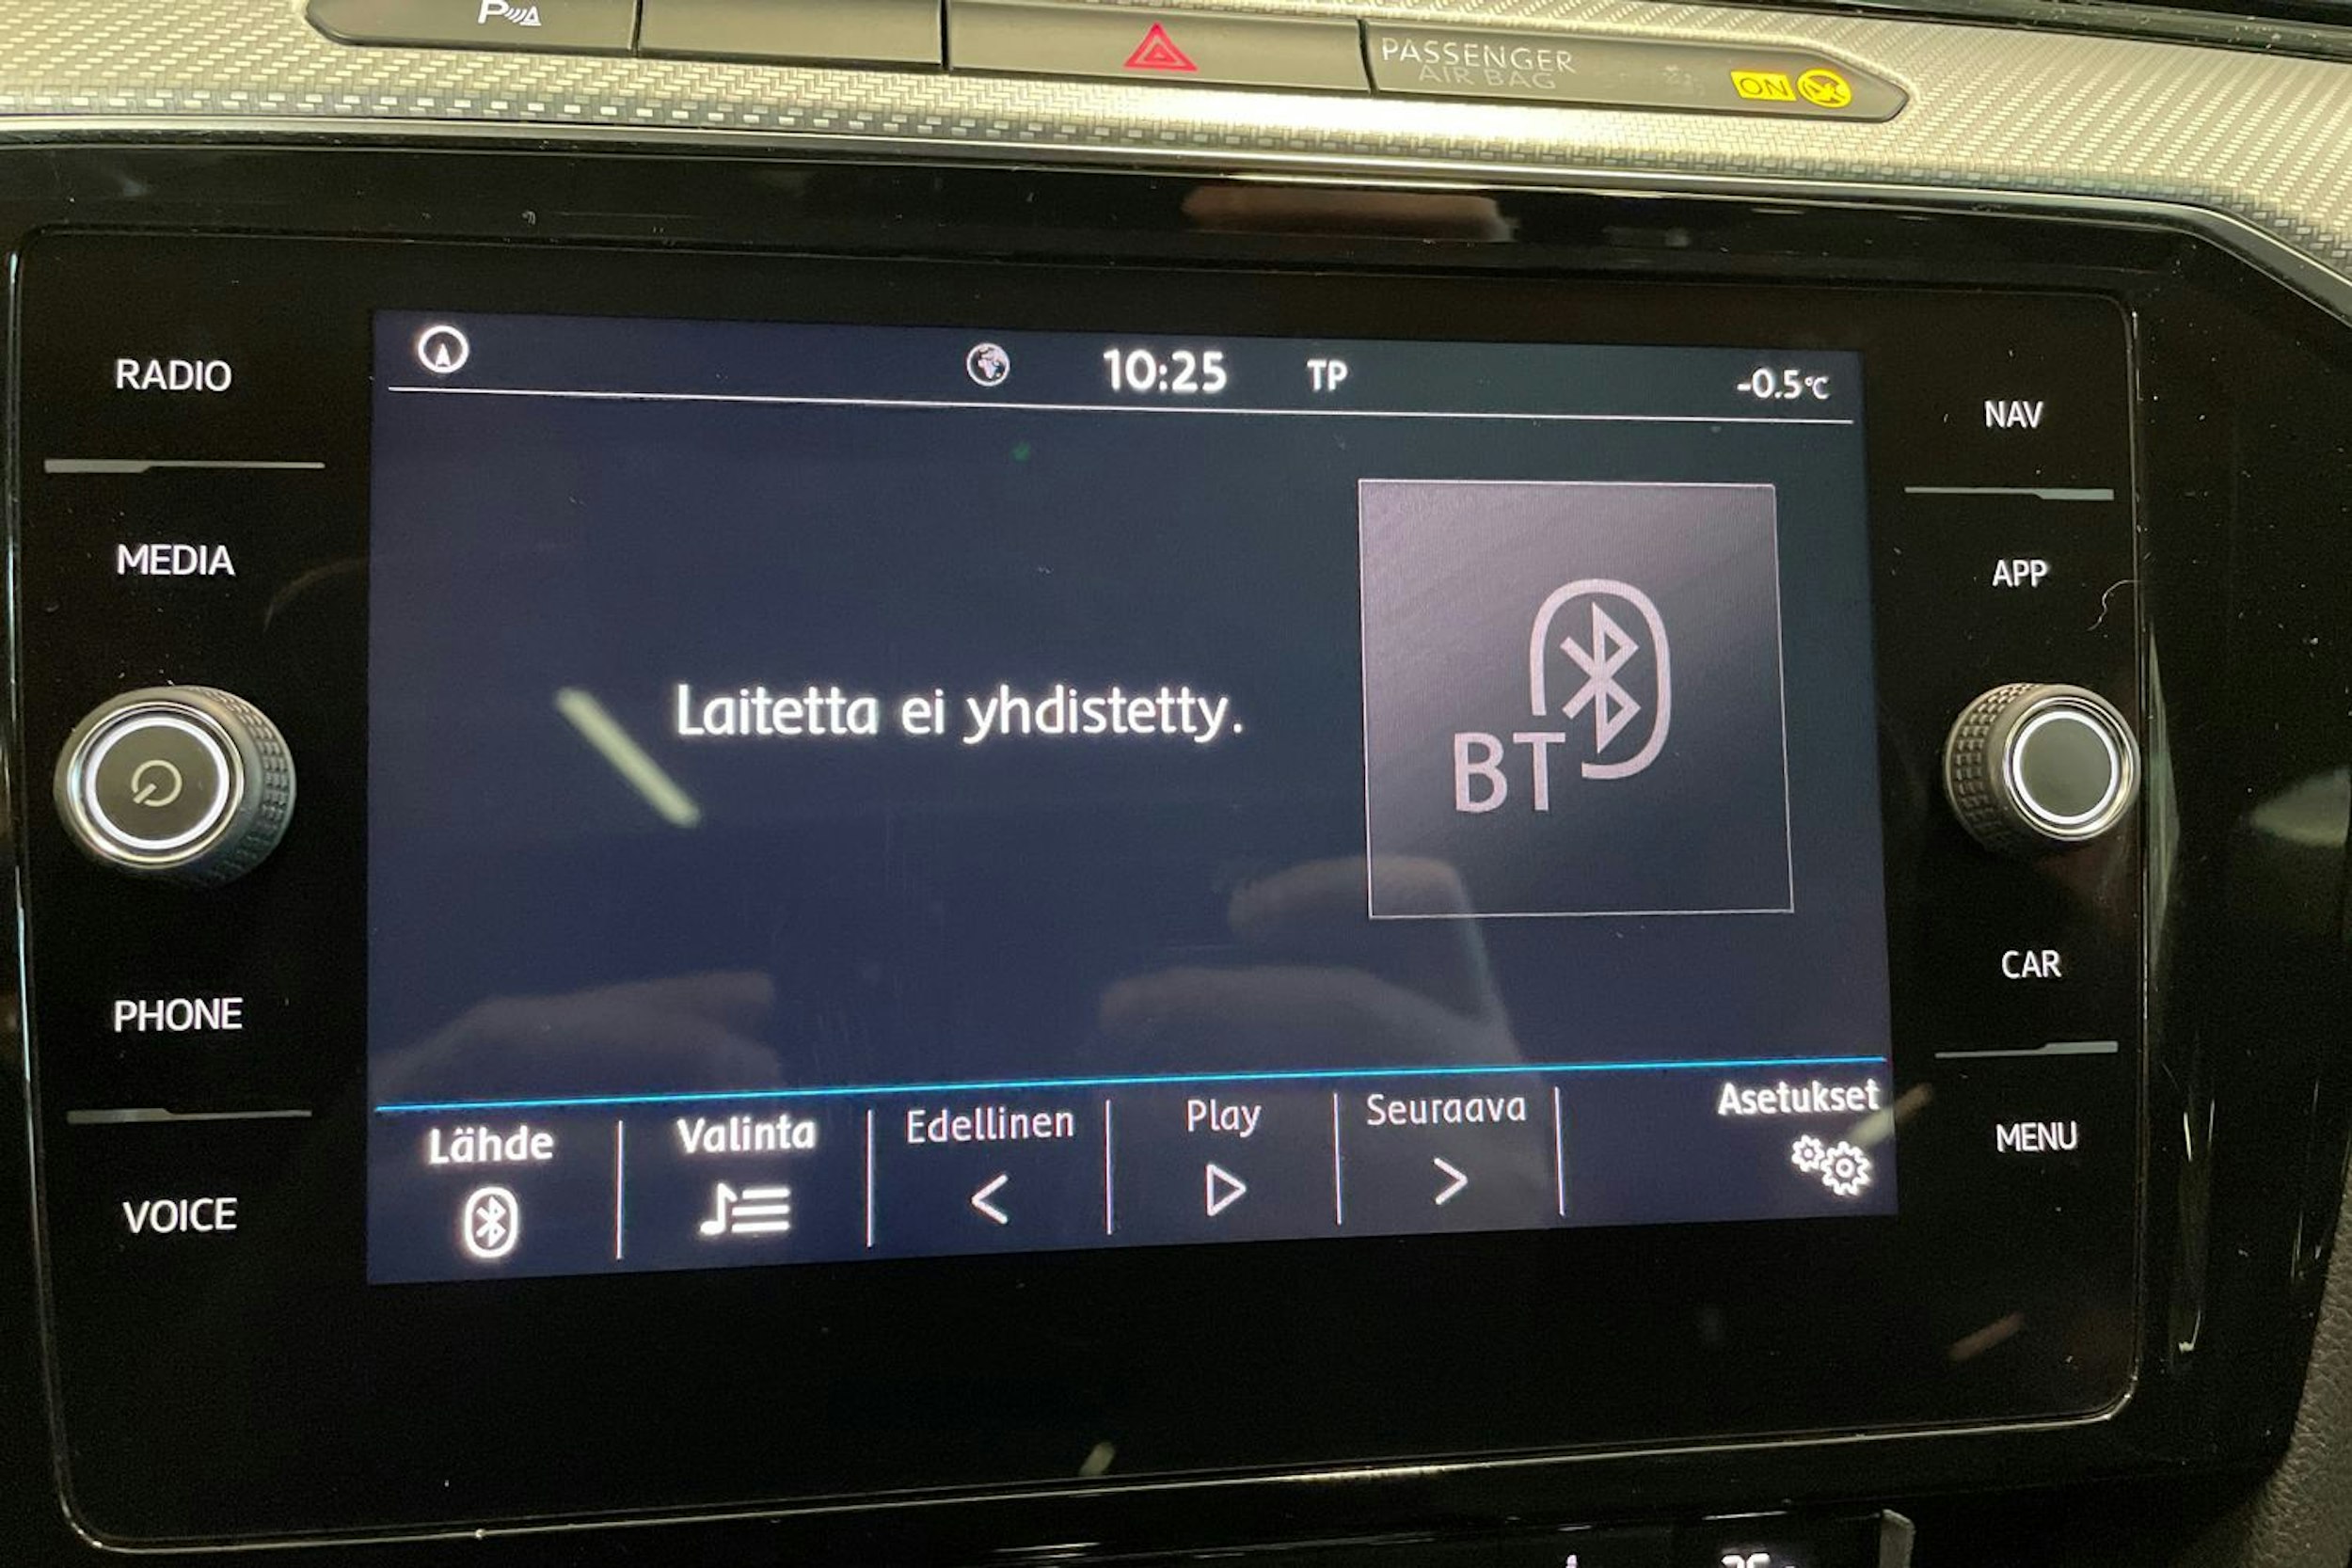 P
PASSENGER
AIR BAG
ON
10:25
TP
-0.5°C
RADIO
MEDIA
PHONE
VOICE
Laitetta ei yhdistetty.
BT
NAV
APP
CAR
MENU
Lähde
Valinta
Edellinen
Play
Seuraava
Asetukset